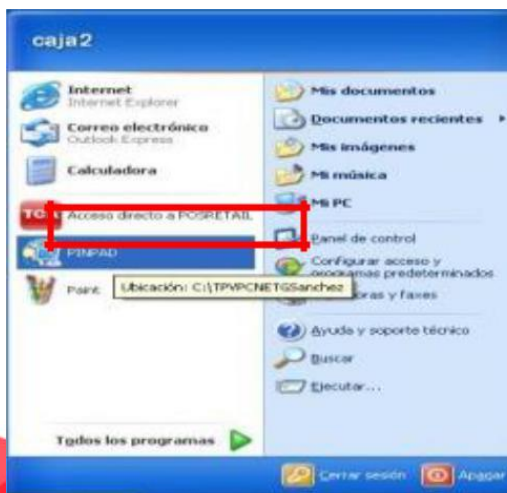 caja2
Internet
Internet Explorer
Correo electrónico
Outlook Express
Calculadora
Acceso directo a POSRETAIL
PINPAD
Paint
Ubicación: C:\TPVPCNETGSanchez
Todos los programas
Mis documentos
Documentos recientes
Mis imágenes
Mi música
Mi PC
Panel de control
Configurar acceso y
programas predeterminados
oras y faxes
Ayuda y soporte técnico
Buscar
Ejecutar...
Cerrar sesión
Apagar